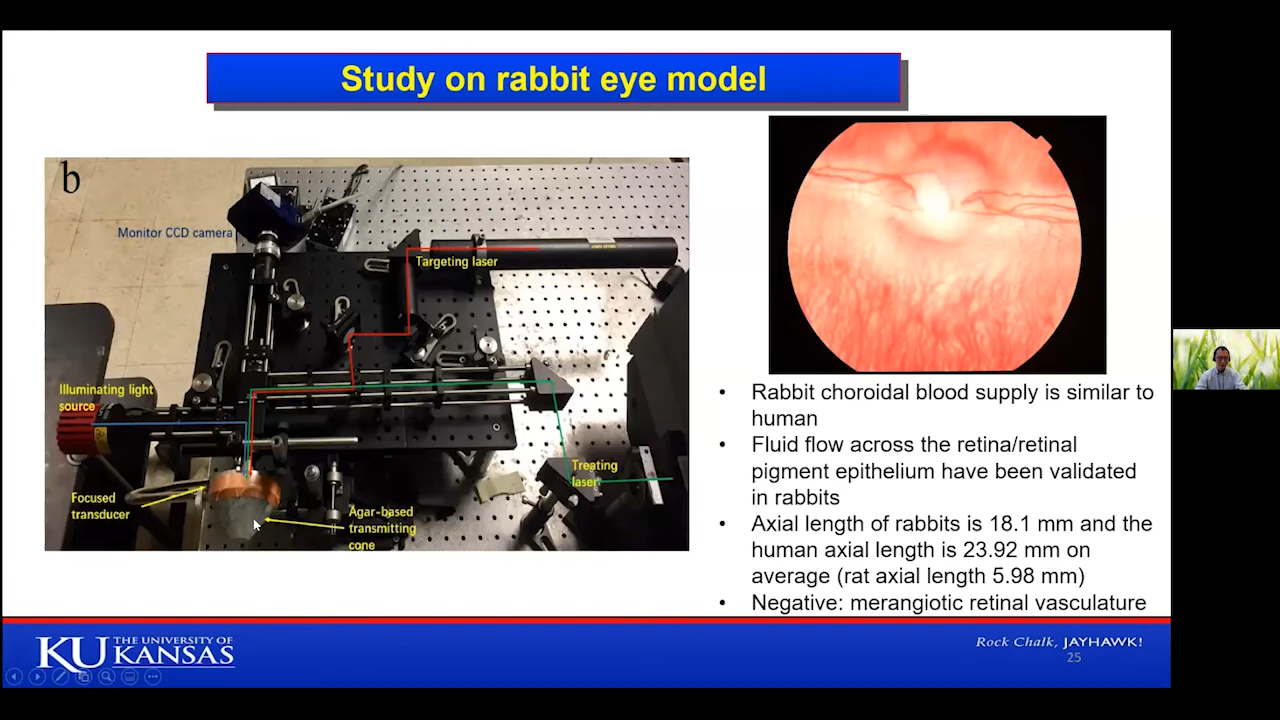 Study on rabbit eye model
b
Monitor CCD camera
Targeting laser
Illuminating light
source
Treating
laser
Focused
transducer
Agar-based
transmitting
cone
• Rabbit choroidal blood supply is similar to
human
• Fluid flow across the retina/retinal
pigment epithelium have been validated
in rabbits
• Axial length of rabbits is 18.1 mm and the
human axial length is 23.92 mm on
average (rat axial length 5.98 mm)
• Negative: merangiotic retinal vasculature
KU THE UNIVERSITY OF
KANSAS
Rock Chalk, JAYHAWK!
25